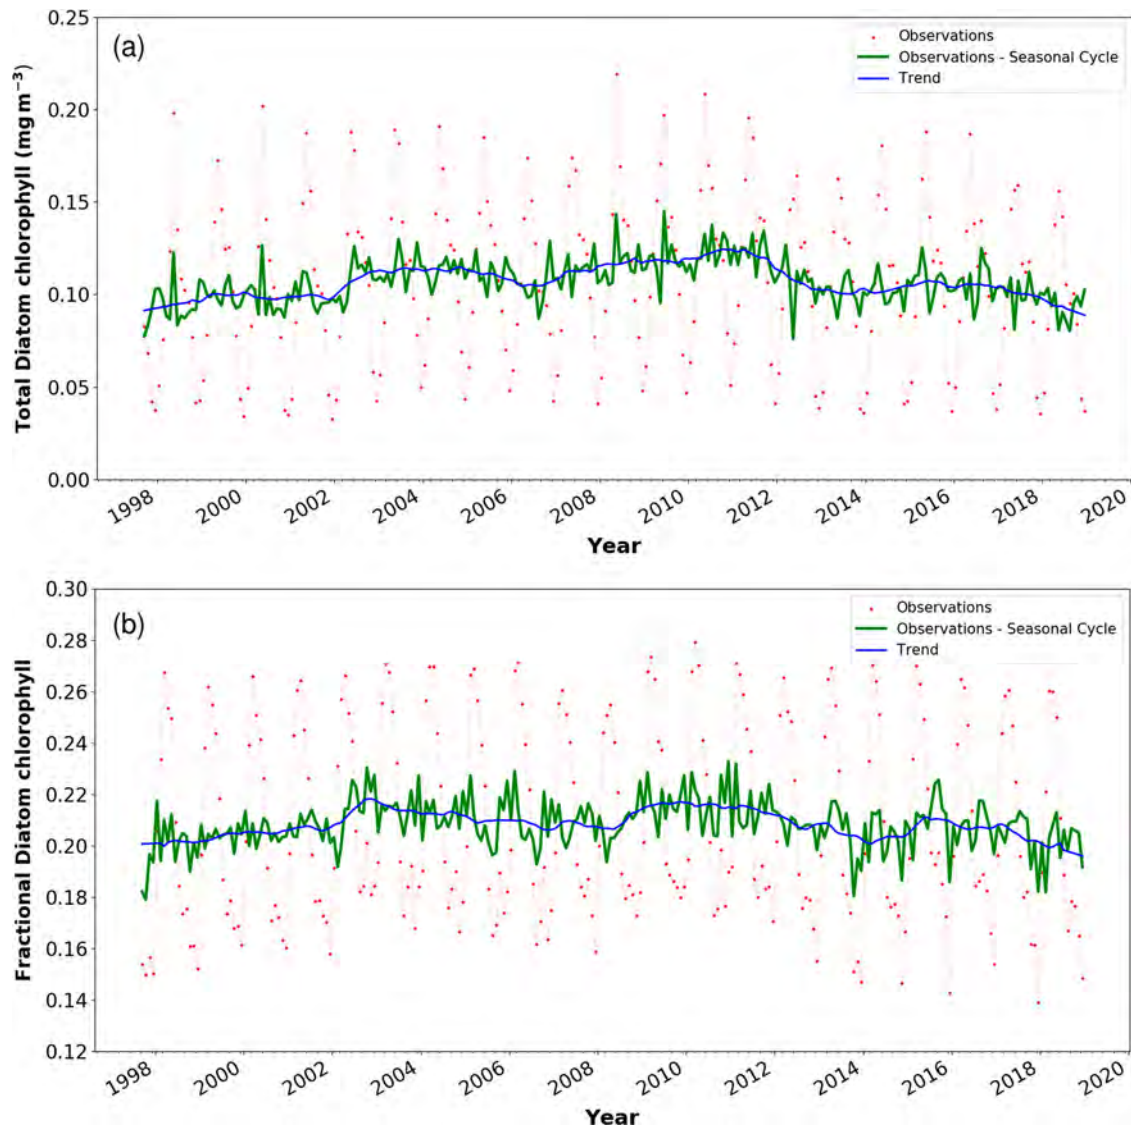 (a)
Observations
Observations - Seasonal Cycle
Trend
Total Diatom chlorophyll (mg m⁻³)
0.25
0.20
0.15
0.10
0.05
0.00
1998 2000 2002 2004 2006 2008 2010 2012 2014 2016 2018 2020
Year
(b)
Observations
Observations - Seasonal Cycle
Trend
Fractional Diatom chlorophyll
0.30
0.28
0.26
0.24
0.22
0.20
0.18
0.16
0.14
0.12
1998 2000 2002 2004 2006 2008 2010 2012 2014 2016 2018 2020
Year